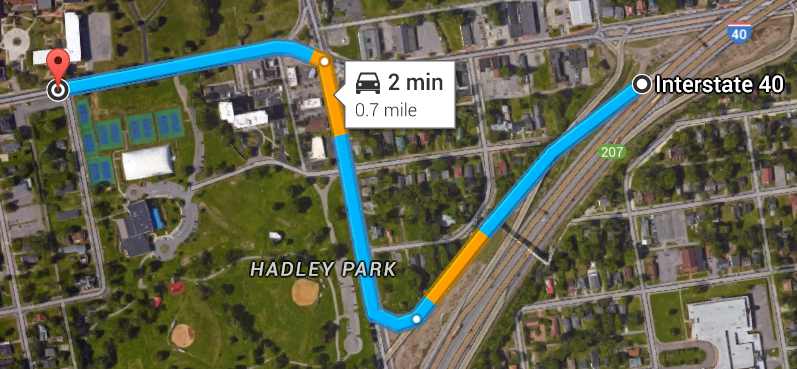 40
2 min
0.7 mile
Interstate 40
207
HADLEY PARK